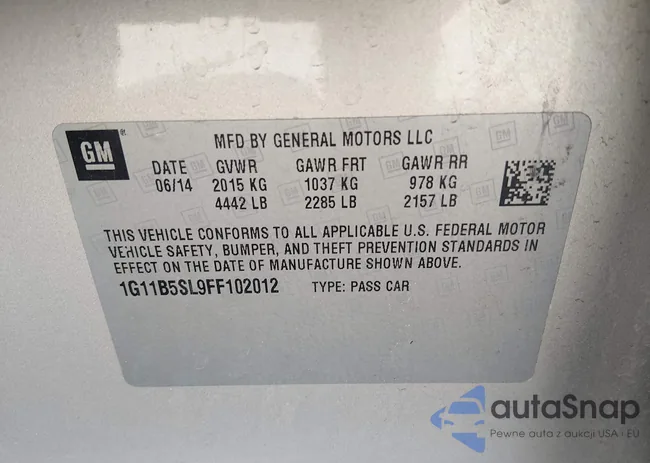 GM
MFD BY GENERAL MOTORS LLC
DATE GVWR GAWR FRT GAWR RR
06/14 2015 KG 1037 KG 978 KG
4442 LB 2285 LB 2157 LB
THIS VEHICLE CONFORMS TO ALL APPLICABLE U.S. FEDERAL MOTOR
VEHICLE SAFETY, BUMPER, AND THEFT PREVENTION STANDARDS IN
EFFECT ON THE DATE OF MANUFACTURE SHOWN ABOVE.
1G11B5SL9FF102012 TYPE: PASS CAR
autaSnap
Pewne auta z aukcji USA i EU